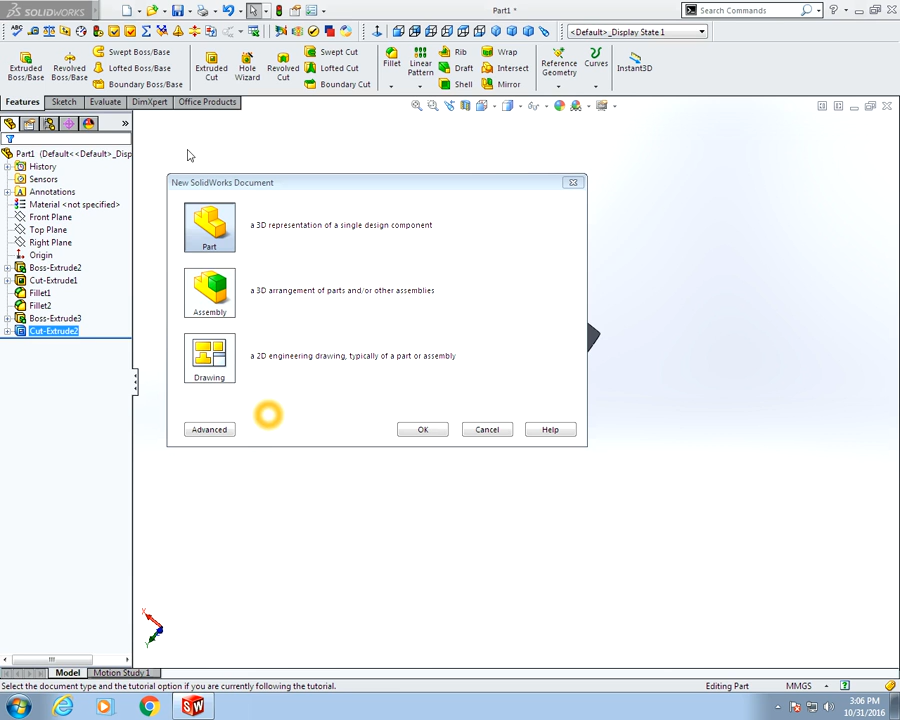 SOLIDWORKS
Part1 *
Search Commands
<Default>_Display State 1
Extruded Boss/Base
Revolved Boss/Base
Swept Boss/Base
Lofted Boss/Base
Boundary Boss/Base
Extruded Cut
Hole Wizard
Revolved Cut
Swept Cut
Lofted Cut
Boundary Cut
Fillet
Linear Pattern
Rib
Draft
Shell
Wrap
Intersect
Mirror
Reference Geometry
Curves
Instant3D
Features
Sketch
Evaluate
DimXpert
Office Products
Part1 (Default<<Default>_Disp
History
Sensors
Annotations
Material <not specified>
Front Plane
Top Plane
Right Plane
Origin
Boss-Extrude2
Cut-Extrude1
Fillet1
Fillet2
Boss-Extrude3
Cut-Extrude2
New SolidWorks Document
Part
a 3D representation of a single design component
Assembly
a 3D arrangement of parts and/or other assemblies
Drawing
a 2D engineering drawing, typically of a part or assembly
Advanced
OK
Cancel
Help
X
Y
Model
Motion Study 1
Select the document type and the tutorial option if you are currently following the tutorial.
Editing Part
MMGS
3:06 PM
10/31/2016